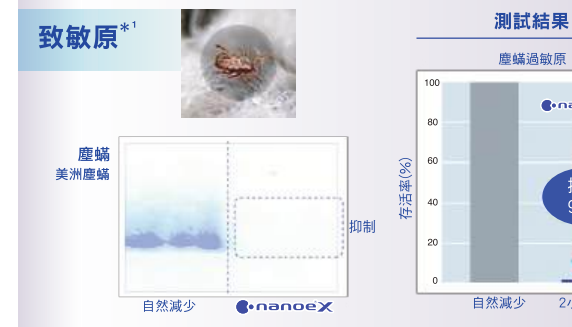 致敏原*1
塵蟎
美洲塵蟎
抑制
自然減少
nanoeX
測試結果
塵蟎過敏原
存活率(%)
100
80
60
40
20
0
自然減少